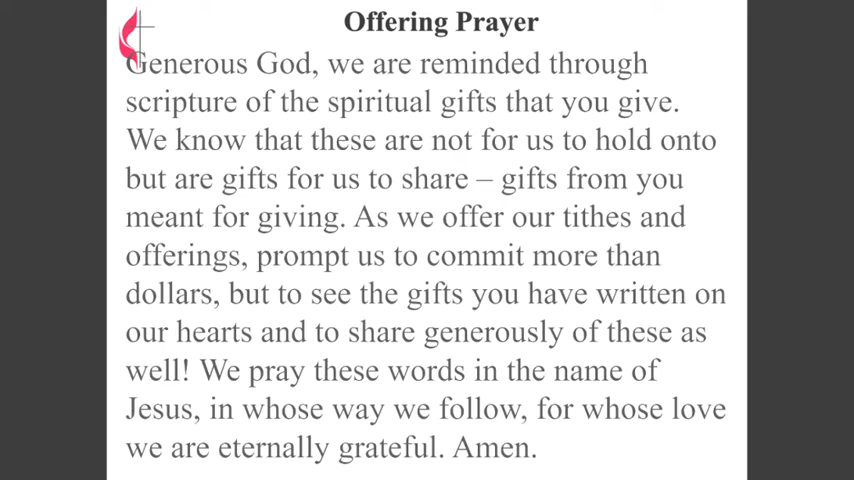 Offering Prayer
Generous God, we are reminded through
scripture of the spiritual gifts that you give.
We know that these are not for us to hold onto
but are gifts for us to share – gifts from you
meant for giving. As we offer our tithes and
offerings, prompt us to commit more than
dollars, but to see the gifts you have written on
our hearts and to share generously of these as
well! We pray these words in the name of
Jesus, in whose way we follow, for whose love
we are eternally grateful. Amen.